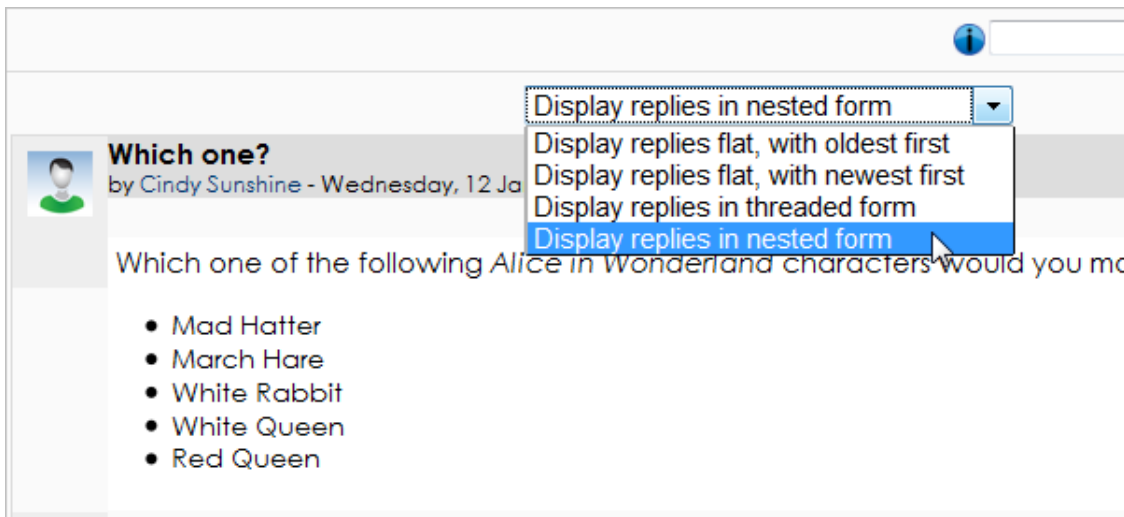 Display replies in nested form
Display replies flat, with oldest first
Display replies flat, with newest first
Display replies in threaded form
Display replies in nested form
Which one?
by Cindy Sunshine - Wednesday, 12 Ja
Which one of the following Alice in Wonderland characters would you
Mad Hatter
March Hare
White Rabbit
White Queen
Red Queen